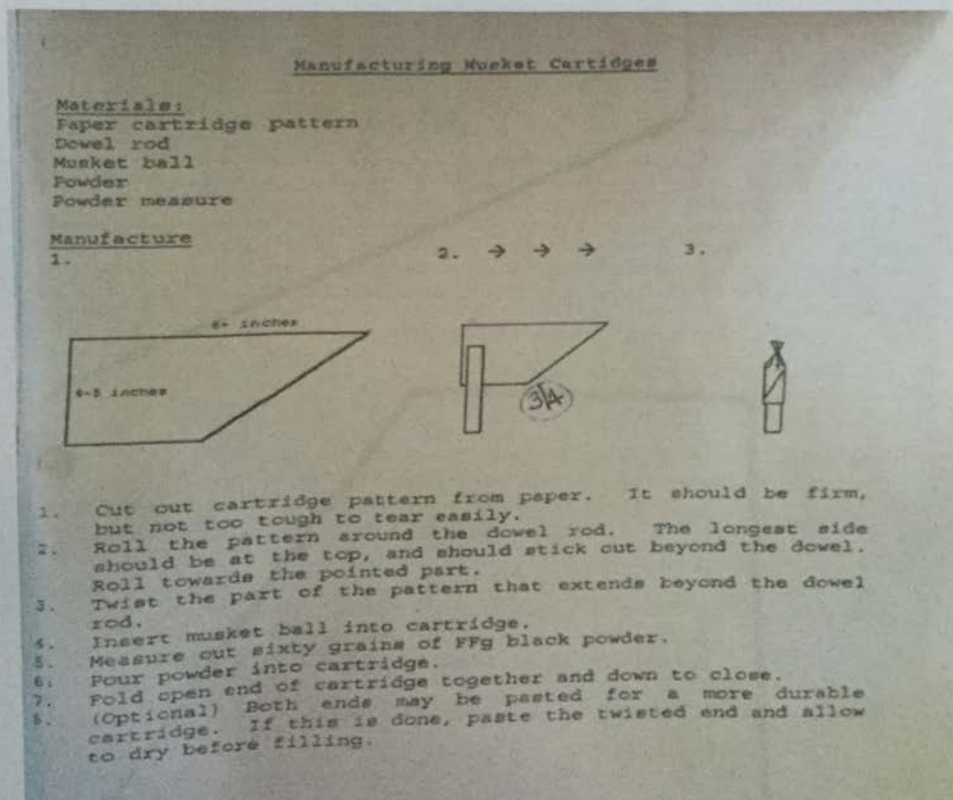 Manufacturing Musket Cartidges
Materials:
Paper cartridge pattern
Dowel rod
Musket ball
Powder
Powder measure
Manufacture
1.
2. → → →
3.
6+ inches
4-5 inches
3/4
1. Cut out cartridge pattern from paper. It should be firm,
but not too tough to tear easily.
2. Roll the pattern around the dowel rod. The longest side
should be at the top, and should stick out beyond the dowel.
Roll towards the pointed part.
3. Twist the part of the pattern that extends beyond the dowel
rod.
4. Insert musket ball into cartridge.
5. Measure out sixty grains of FFg black powder.
6. Pour powder into cartridge.
7. Fold open end of cartridge together and down to close.
8. (Optional) Both ends may be pasted for a more durable
cartridge. If this is done, paste the twisted end and allow
to dry before filling.